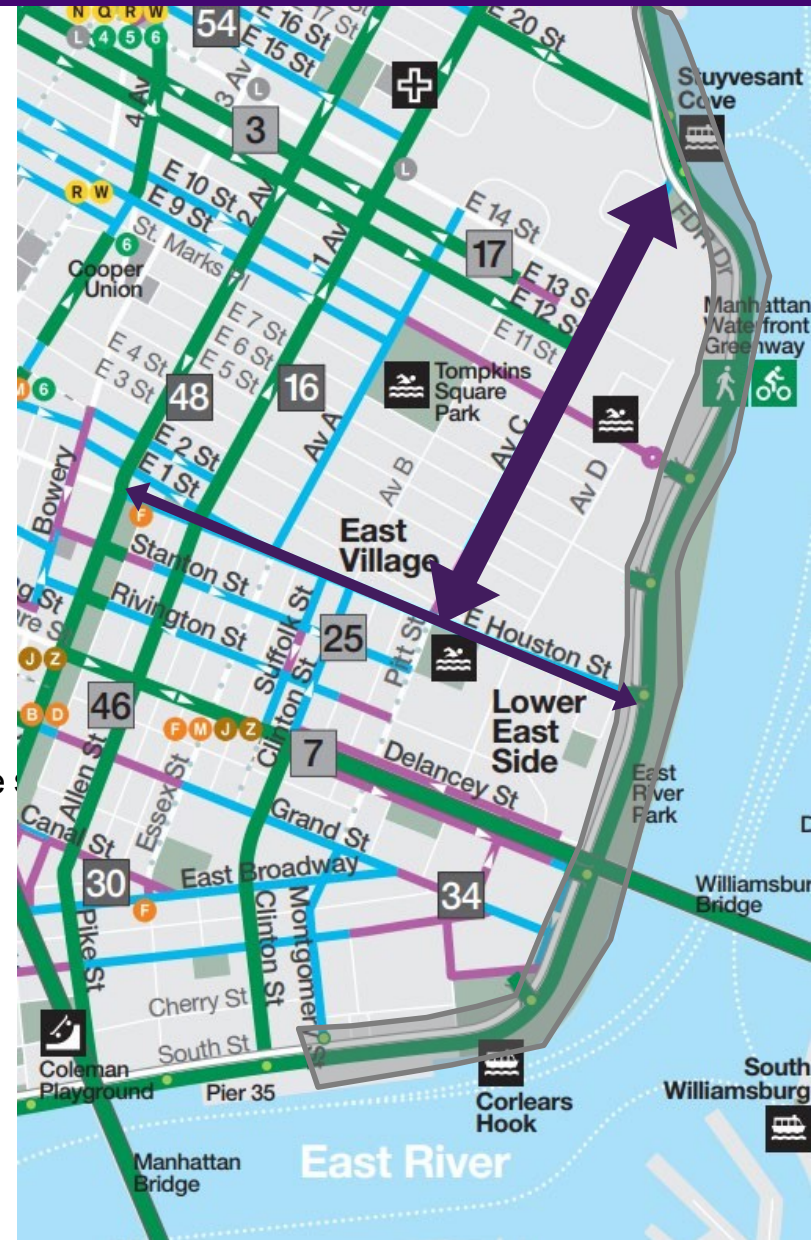 N Q R W
L 4 5 6
54
E 17 St
E 16 St
E 15 St
E 20 St
Stuyvesant
Cove
4 Av
3 Av
L
3
L
R W
E 10 St
E 9 St
St. Marks Pl
2 Av
1 Av
E 14 St
17
E 13 St
E 12 St
E 11 St
FDR Dr
6
Cooper
Union
Manhattan
Waterfront
Greenway
E 7 St
E 6 St
E 5 St
E 4 St
E 3 St
48
16
Tompkins
Square
Park
M 6
E 2 St
E 1 St
Av A
Av B
Av C
Av D
Bowery
F
East
Village
Stanton St
Rivington St
Suffolk St
25
Pitt St
E Houston St
J Z
B D
46
F M J Z
Clinton St
7
Lower
East
Side
Delancey St
East
River
Park
Allen St
Essex St
Canal St
Grand St
30
East Broadway
34
Williamsbur
Bridge
F
Pike St
Clinton St
Montgomery St
Cherry St
South St
Coleman
Playground
Pier 35
Corlears
Hook
South
Williamsburg
Manhattan
Bridge
East River